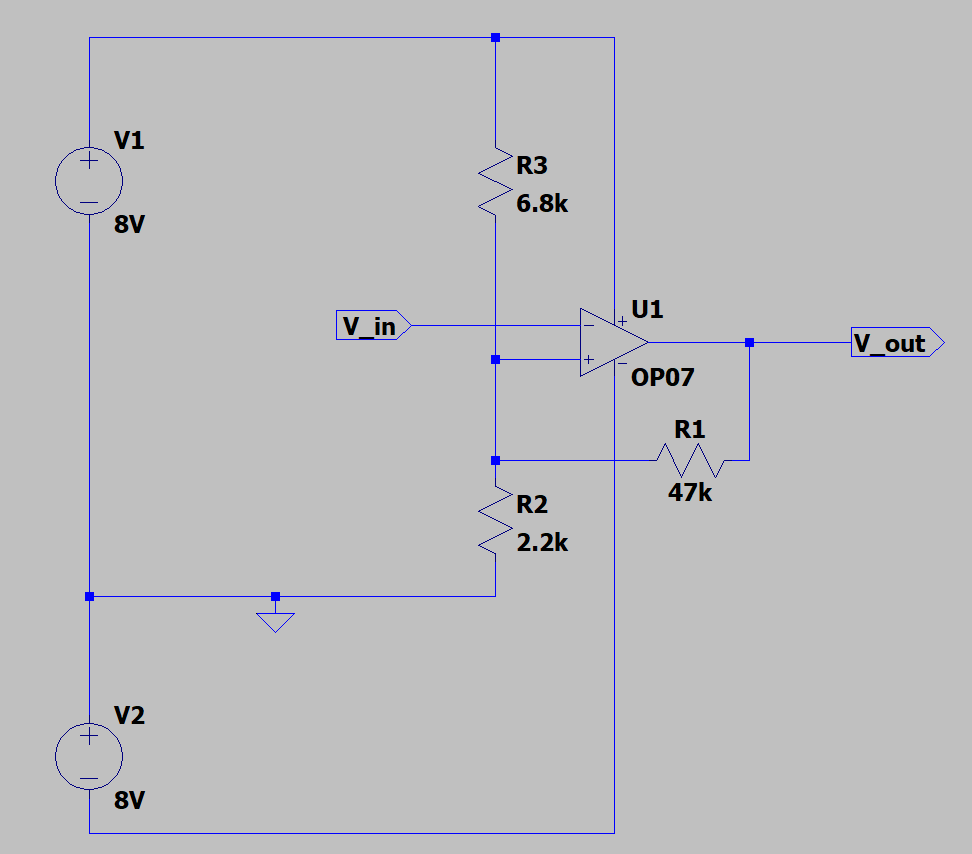 V1
8V
R3
6.8k
V_in
U1
OP07
V_out
R1
47k
R2
2.2k
V2
8V